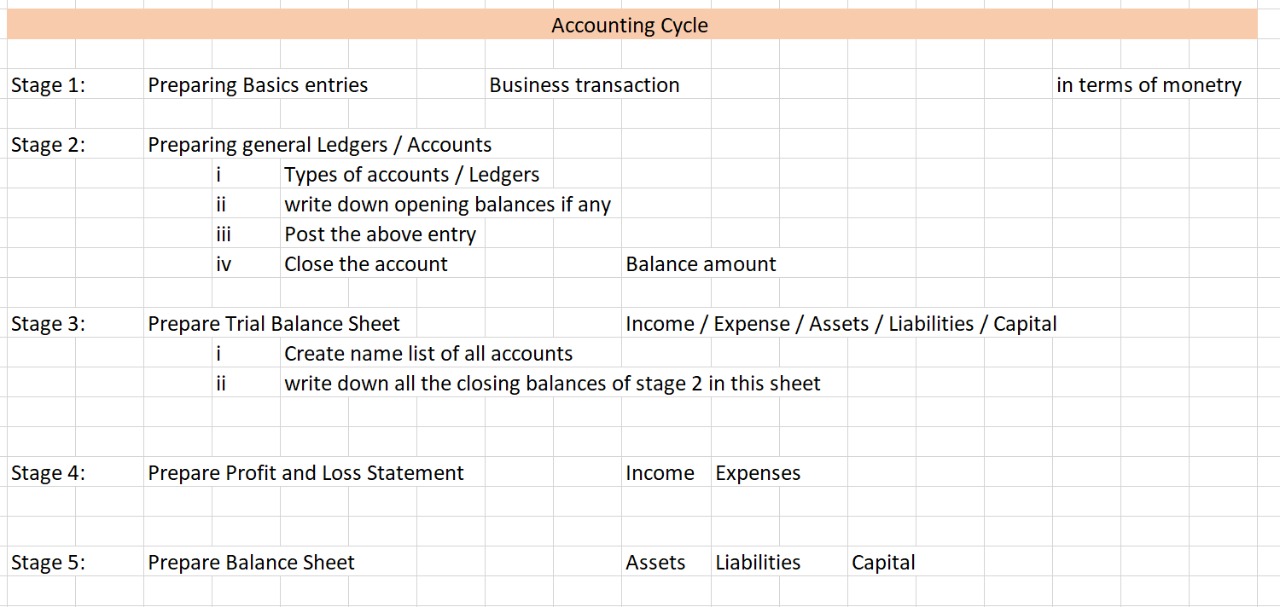 Accounting Cycle
Stage 1: Preparing Basics entries Business transaction in terms of monetry
Stage 2: Preparing general Ledgers / Accounts
i Types of accounts / Ledgers
ii write down opening balances if any
iii Post the above entry
iv Close the account Balance amount
Stage 3: Prepare Trial Balance Sheet Income / Expense / Assets / Liabilities / Capital
i Create name list of all accounts
ii write down all the closing balances of stage 2 in this sheet
Stage 4: Prepare Profit and Loss Statement Income Expenses
Stage 5: Prepare Balance Sheet Assets Liabilities Capital